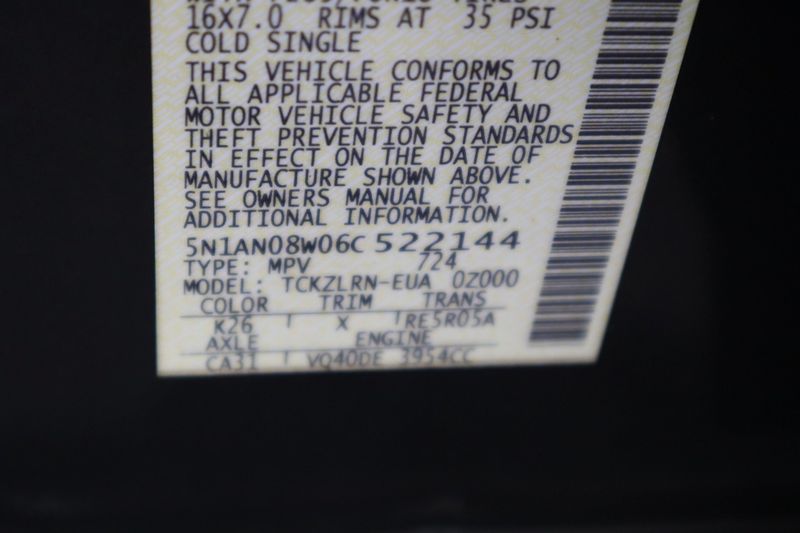 16X7.0 RIMS AT 35 PSI
COLD SINGLE
THIS VEHICLE CONFORMS TO
ALL APPLICABLE FEDERAL
MOTOR VEHICLE SAFETY AND
THEFT PREVENTION STANDARDS
IN EFFECT ON THE DATE OF
MANUFACTURE SHOWN ABOVE.
SEE OWNERS MANUAL FOR
ADDITIONAL INFORMATION.
5N1AN08W06C 522144
TYPE: MPV 724
MODEL: TCKZLRN-EUA 0Z000
COLOR TRIM TRANS
K26 X RE5R05A
AXLE ENGINE
CA31 VQ40DE 3954CC